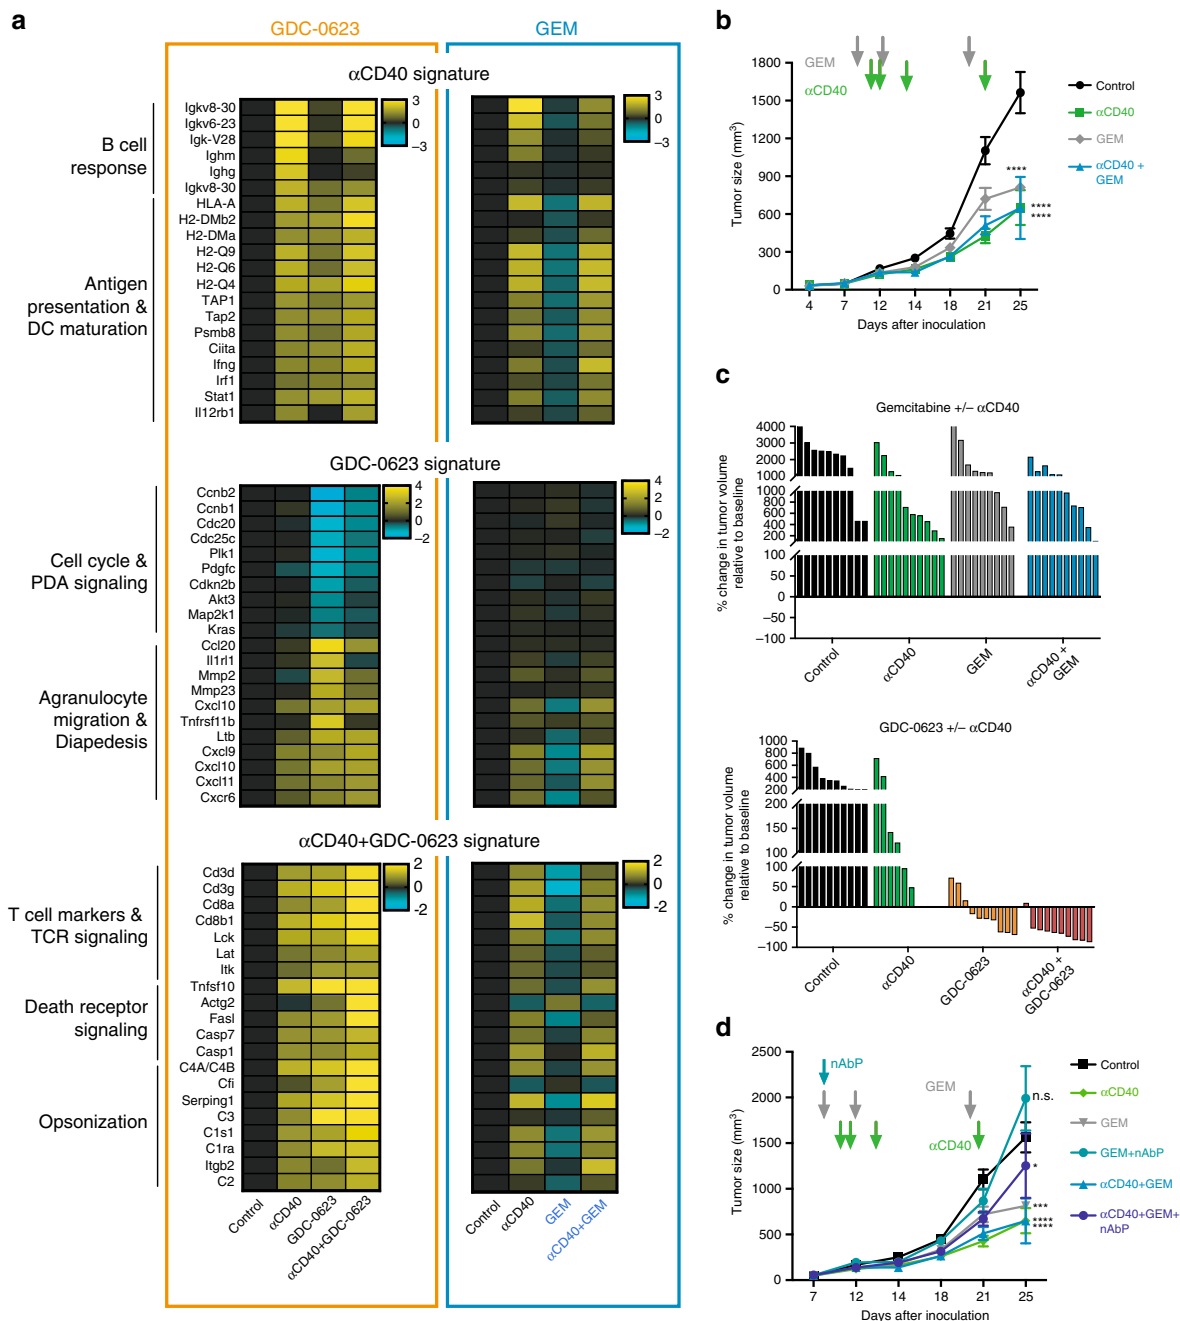 a
GDC-0623
GEM
αCD40 signature
B cell
response
Antigen
presentation &
DC maturation
Igkv8-30
Igkv6-23
Igk-V28
Ighm
Ighg
Igkv8-30
HLA-A
H2-DMb2
H2-DMa
H2-Q9
H2-Q6
H2-Q4
TAP1
Tap2
Psmb8
Ciita
Ifng
Irf1
Stat1
Il12rb1
3
0
−3
3
0
−3
GDC-0623 signature
Cell cycle &
PDA signaling
Agranulocyte
migration &
Diapedesis
Ccnb2
Ccnb1
Cdc20
Cdc25c
Plk1
Pdgfc
Cdkn2b
Akt3
Map2k1
Kras
Ccl20
Il1rl1
Mmp2
Mmp23
Cxcl10
Tnfrsf11b
Ltb
Cxcl9
Cxcl10
Cxcl11
Cxcr6
4
2
0
−2
4
2
0
−2
αCD40+GDC-0623 signature
T cell markers &
TCR signaling
Death receptor
signaling
Opsonization
Cd3d
Cd3g
Cd8a
Cd8b1
Lck
Lat
Itk
Tnfsf10
Actg2
Fasl
Casp7
Casp1
C4A/C4B
Cfi
Serping1
C3
C1s1
C1ra
Itgb2
C2
2
0
-2
2
0
-2
Control
αCD40
GDC-0623
αCD40+GDC-0623
Control
αCD40
GEM
αCD40+GEM
b
GEM
αCD40
Tumor size (mm3)
1800
1500
1200
900
600
300
0
4 7 12 14 18 21 25
Days after inoculation
****
****
****
Control
αCD40
GEM
αCD40 +
GEM
c
Gemcitabine +/− αCD40
% change in tumor volume
relative to baseline
4000
3000
2000
1000
1000
800
600
400
200
100
50
0
−50
−100
Control
αCD40
GEM
αCD40 +
GEM
GDC-0623 +/− αCD40
% change in tumor volume
relative to baseline
1000
800
600
400
200
200
150
100
100
50
0
−50
−100
Control
αCD40
GDC-0623
αCD40 +
GDC-0623
d
nAbP
GEM
αCD40
Tumor size (mm3)
2500
2000
1500
1000
500
0
7 12 14 18 21 25
Days after inoculation
n.s.
*
***
****
****
Control
αCD40
GEM
GEM+nAbP
αCD40+GEM
αCD40+GEM+
nAbP